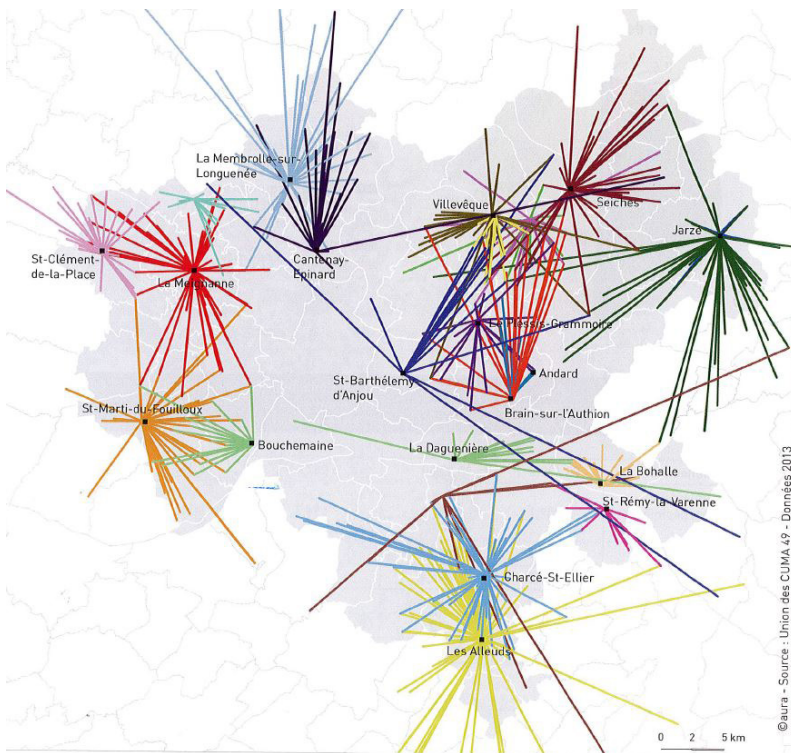 La Membrolle-sur-
Longuenée
Villevêque
Seiches
Jarzé
St-Clément-
de-la-Place
La Meignanne
Cantenay-
Epinard
Le Plessis-Grammoire
St-Barthélemy
d'Anjou
Andard
Brain-sur-l'Authion
St-Marti-du-Fouilloux
Bouchemaine
La Daguenière
La Bohalle
St-Rémy-la-Varenne
Charcé-St-Ellier
Les Alleuds
0 2 5 km
©aura - Source : Union des CUMA 49 - Données 2013